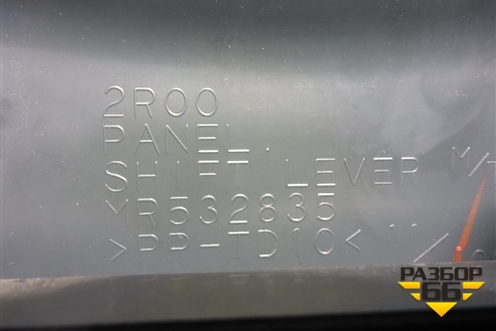 2R00
PANEL
SHIFT LEVER M/T
MR532835
>PP-TD10<
РАЗБОР
66